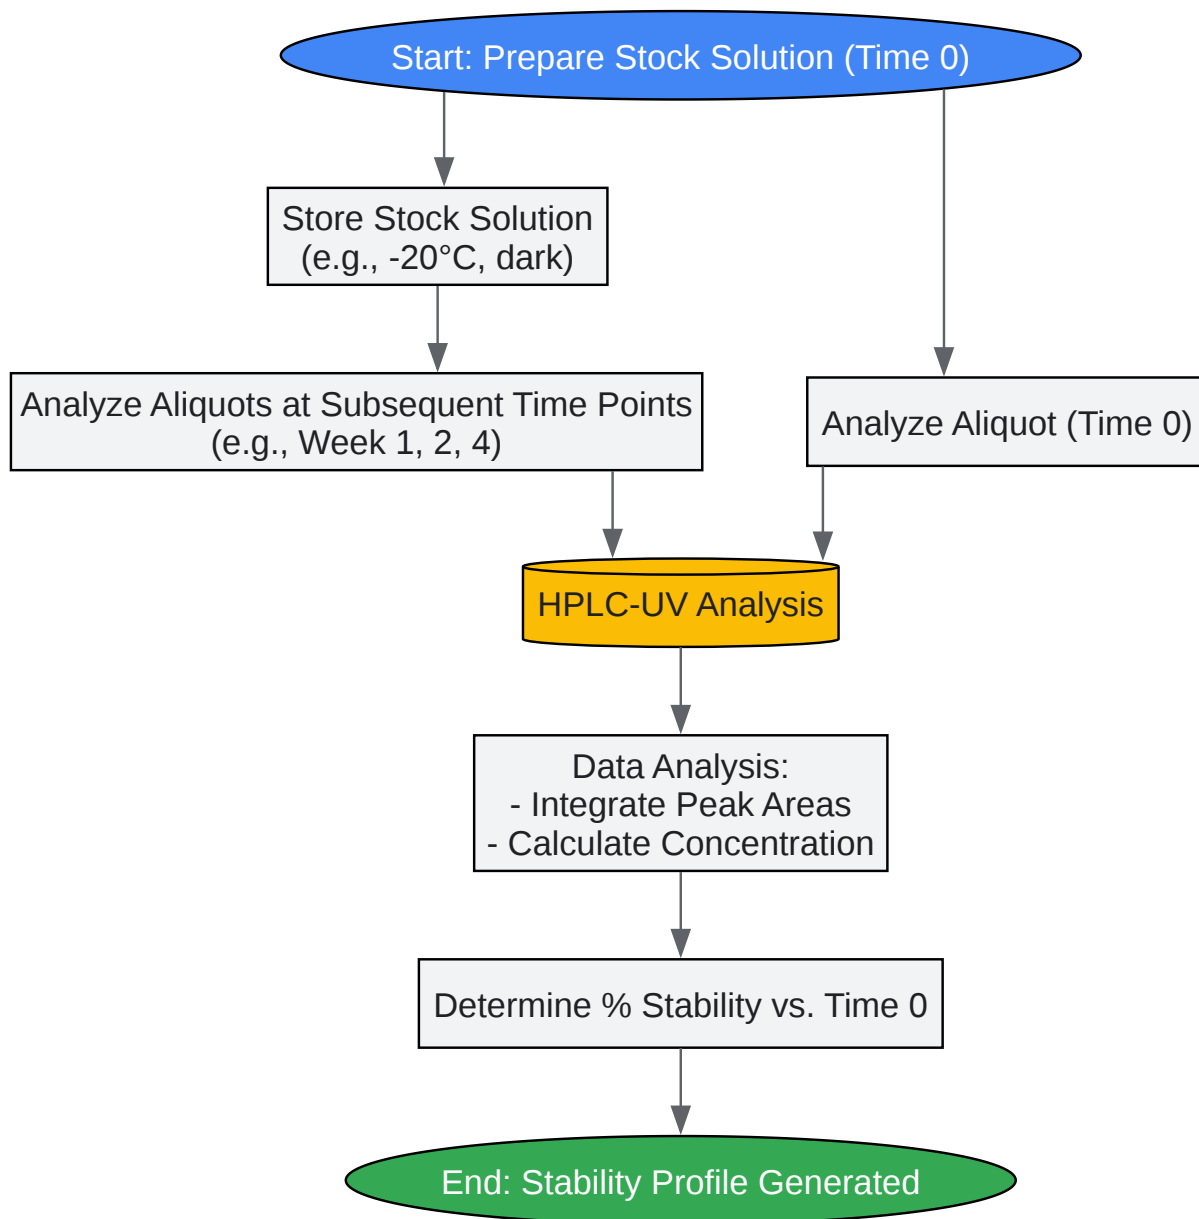 Start: Prepare Stock Solution (Time 0)
Store Stock Solution
(e.g., -20°C, dark)
Analyze Aliquots at Subsequent Time Points
(e.g., Week 1, 2, 4)
Analyze Aliquot (Time 0)
HPLC-UV Analysis
Data Analysis:
- Integrate Peak Areas
- Calculate Concentration
Determine % Stability vs. Time 0
End: Stability Profile Generated